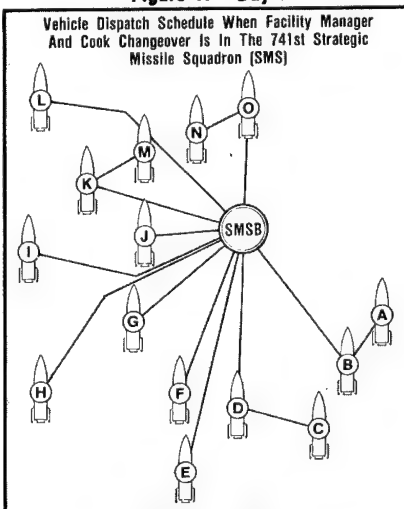 Vehicle Dispatch Schedule When Facility Manager
And Cook Changeover Is In The 741st Strategic
Missile Squadron (SMS)
L
O
N
M
K
SMSB
J
I
A
G
B
H
F
D
C
E